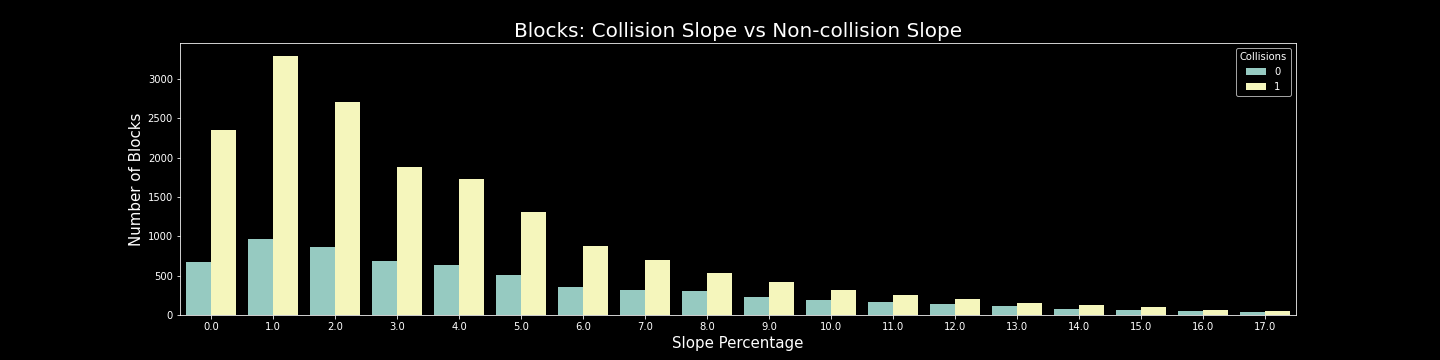 Blocks: Collision Slope vs Non-collision Slope
Collisions
0
1
Number of Blocks
3000
2500
2000
1500
1000
500
0
0.0 1.0 2.0 3.0 4.0 5.0 6.0 7.0 8.0 9.0 10.0 11.0 12.0 13.0 14.0 15.0 16.0 17.0
Slope Percentage